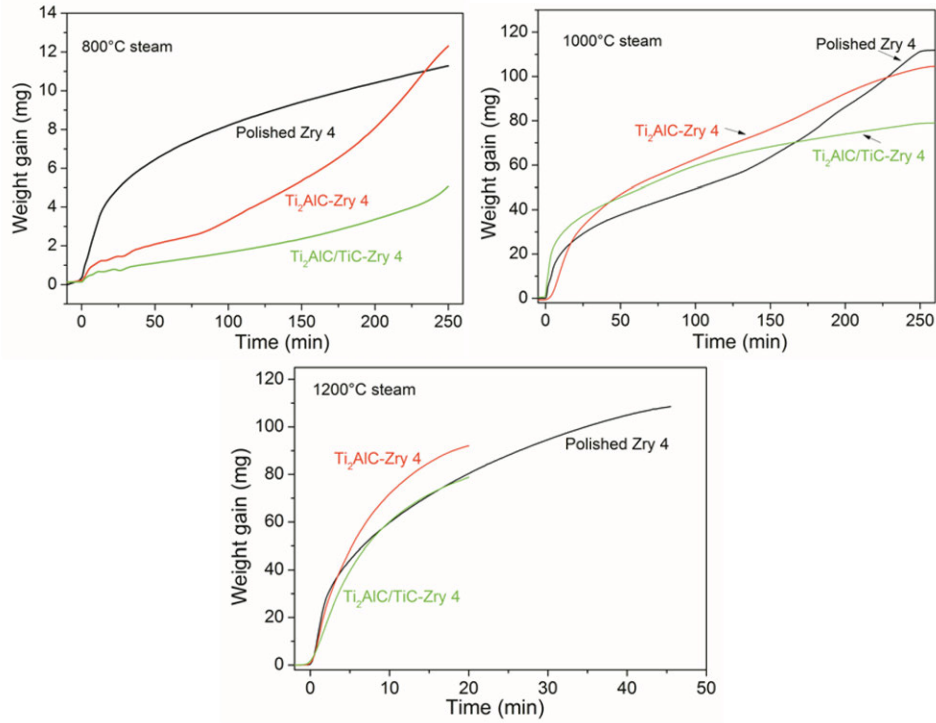 14
12
10
8
6
4
2
0
Weight gain (mg)
800°C steam
Polished Zry 4
Ti₂AlC-Zry 4
Ti₂AlC/TiC-Zry 4
0 50 100 150 200 250
Time (min)
120
100
80
60
40
20
0
Weight gain (mg)
1000°C steam
Polished Zry 4
Ti₂AlC-Zry 4
Ti₂AlC/TiC-Zry 4
0 50 100 150 200 250
Time (min)
120
100
80
60
40
20
0
Weight gain (mg)
1200°C steam
Ti₂AlC-Zry 4
Polished Zry 4
Ti₂AlC/TiC-Zry 4
0 10 20 30 40 50
Time (min)